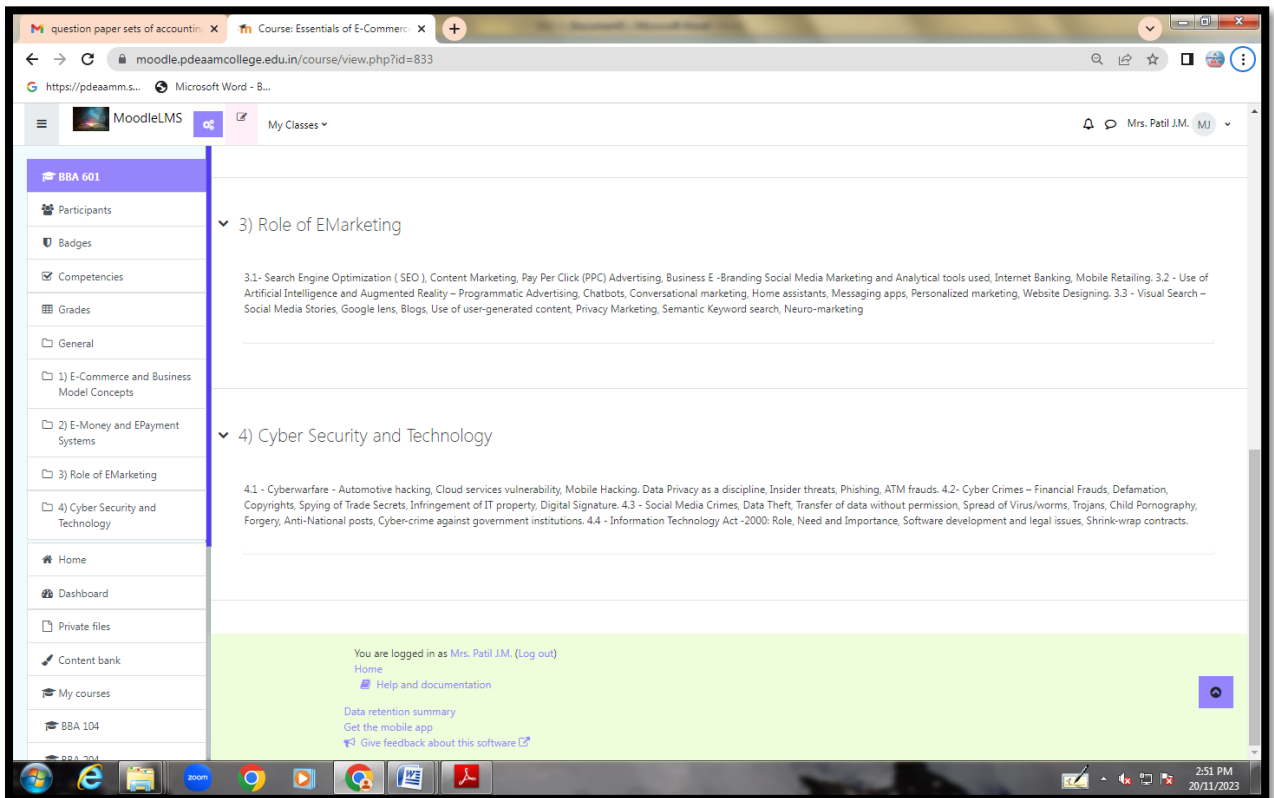 question paper sets of accounting
Course: Essentials of E-Commerc
moodle.pdeaamcollege.edu.in/course/view.php?id=833
https://pdeaamm.s...
Microsoft Word - B...
MoodleLMS
My Classes
Mrs. Patil J.M.
MJ
BBA 601
Participants
Badges
Competencies
Grades
General
1) E-Commerce and Business
Model Concepts
2) E-Money and EPayment
Systems
3) Role of EMarketing
4) Cyber Security and
Technology
Home
Dashboard
Private files
Content bank
My courses
BBA 104
BBA 204
3) Role of EMarketing
3.1- Search Engine Optimization ( SEO ), Content Marketing, Pay Per Click (PPC) Advertising, Business E -Branding Social Media Marketing and Analytical tools used, Internet Banking, Mobile Retailing. 3.2 - Use of
Artificial Intelligence and Augmented Reality – Programmatic Advertising, Chatbots, Conversational marketing, Home assistants, Messaging apps, Personalized marketing, Website Designing. 3.3 - Visual Search –
Social Media Stories, Google lens, Blogs, Use of user-generated content, Privacy Marketing, Semantic Keyword search, Neuro-marketing
4) Cyber Security and Technology
4.1 - Cyberwarfare - Automotive hacking, Cloud services vulnerability, Mobile Hacking. Data Privacy as a discipline, Insider threats, Phishing, ATM frauds. 4.2- Cyber Crimes – Financial Frauds, Defamation,
Copyrights, Spying of Trade Secrets, Infringement of IT property, Digital Signature. 4.3 - Social Media Crimes, Data Theft, Transfer of data without permission, Spread of Virus/worms, Trojans, Child Pornography,
Forgery, Anti-National posts, Cyber-crime against government institutions. 4.4 - Information Technology Act -2000: Role, Need and Importance, Software development and legal issues, Shrink-wrap contracts.
You are logged in as Mrs. Patil J.M. (Log out)
Home
Help and documentation
Data retention summary
Get the mobile app
Give feedback about this software
zoom
2:51 PM
20/11/2023